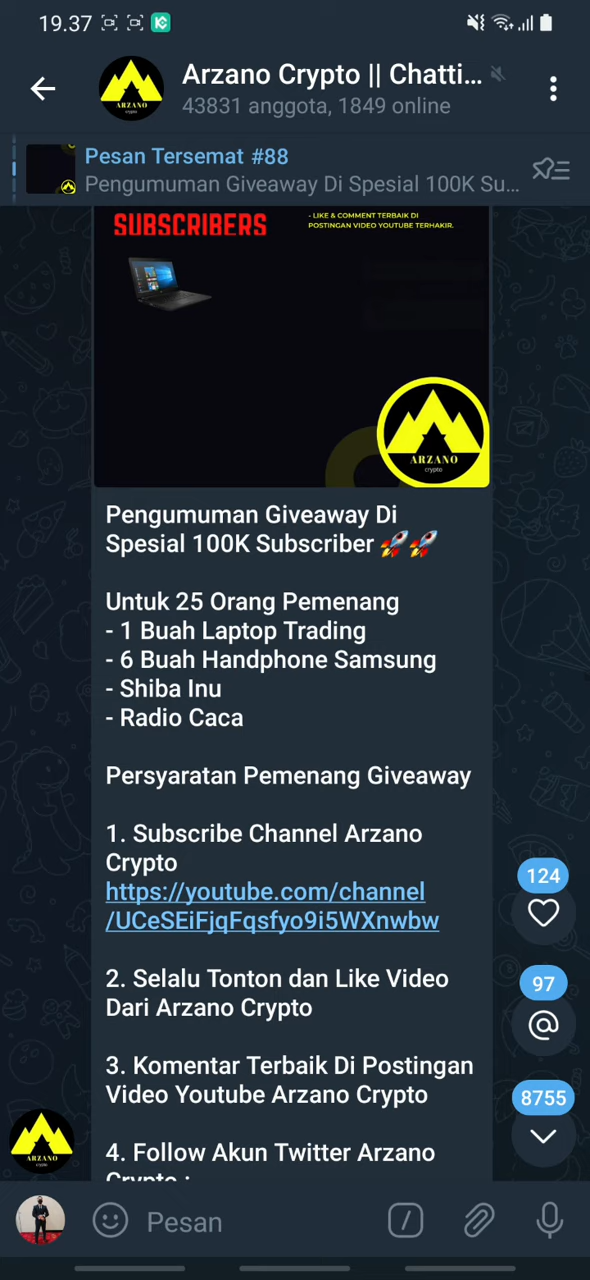 19.37
Arzano Crypto || Chatti...
43831 anggota, 1849 online
Pesan Tersemat #88
Pengumuman Giveaway Di Spesial 100K Su...
SUBSCRIBERS
- LIKE & COMMENT TERBAIK DI
POSTINGAN VIDEO YOUTUBE TERHAKIR.
ARZANO
crypto
Pengumuman Giveaway Di
Spesial 100K Subscriber 🚀🚀
Untuk 25 Orang Pemenang
- 1 Buah Laptop Trading
- 6 Buah Handphone Samsung
- Shiba Inu
- Radio Caca
Persyaratan Pemenang Giveaway
1. Subscribe Channel Arzano
Crypto
https://youtube.com/channel
/UCeSEiFjqFqsfyo9i5WXnwbw
2. Selalu Tonton dan Like Video
Dari Arzano Crypto
3. Komentar Terbaik Di Postingan
Video Youtube Arzano Crypto
4. Follow Akun Twitter Arzano
Crypto :
124
97
8755
ARZANO
crypto
Pesan